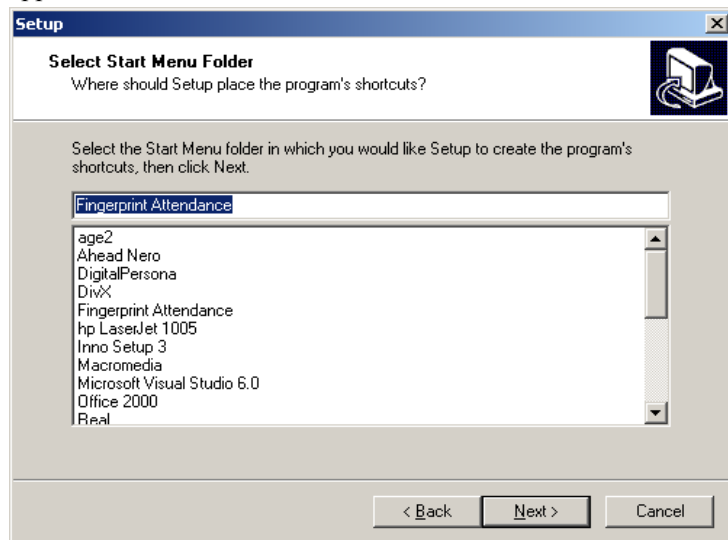 Setup
Select Start Menu Folder
Where should Setup place the program's shortcuts?
Select the Start Menu folder in which you would like Setup to create the program's
shortcuts, then click Next.
Fingerprint Attendance
age2
Ahead Nero
DigitalPersona
DivX
Fingerprint Attendance
hp LaserJet 1005
Inno Setup 3
Macromedia
Microsoft Visual Studio 6.0
Office 2000
Real
< Back
Next >
Cancel